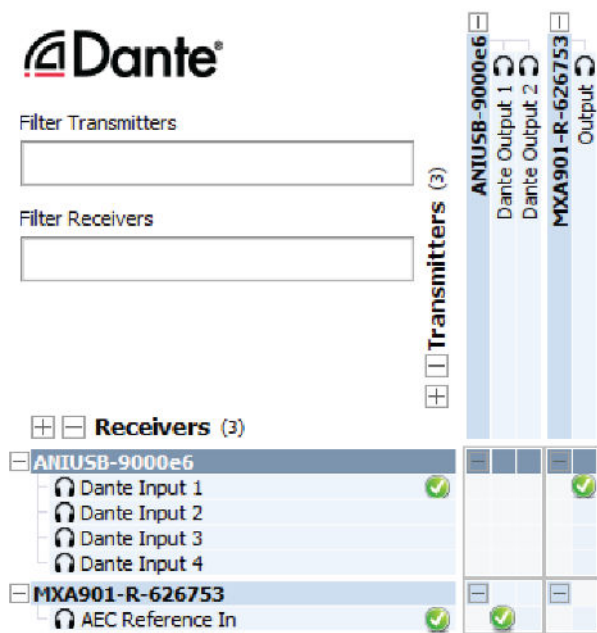 Dante®
Filter Transmitters
Filter Receivers
Transmitters (3)
ANIUSB-9000e6
Dante Output 1
Dante Output 2
MXA901-R-626753
Output
Receivers (3)
ANIUSB-9000e6
Dante Input 1
Dante Input 2
Dante Input 3
Dante Input 4
MXA901-R-626753
AEC Reference In